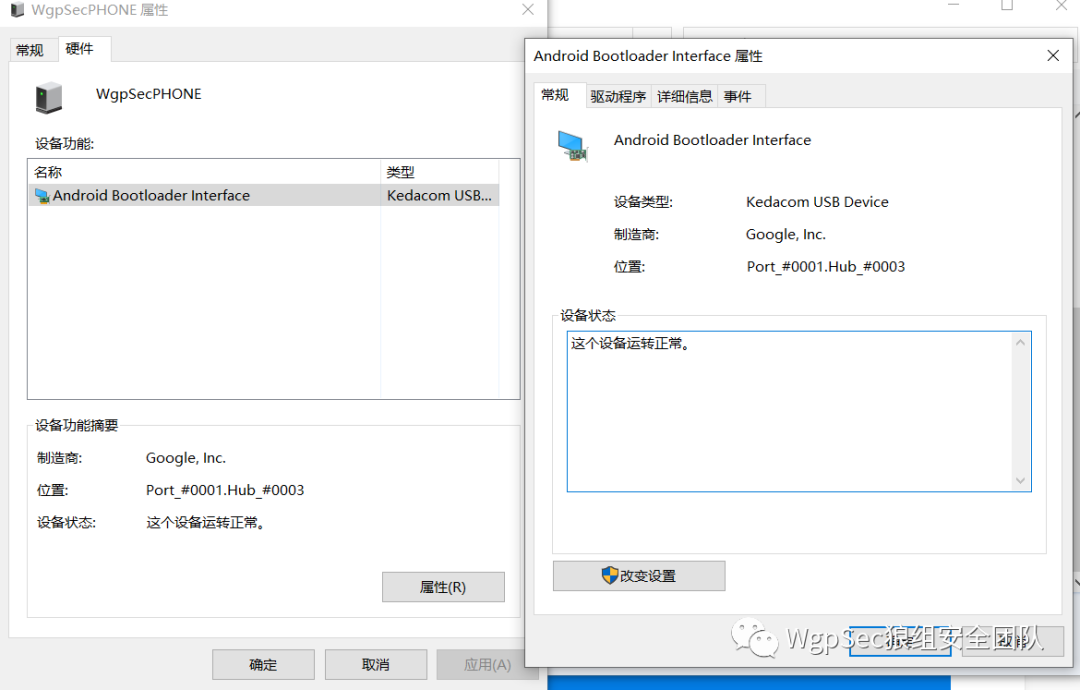 WgpSecPHONE 属性
常规
硬件
WgpSecPHONE
设备功能:
名称
类型
Android Bootloader Interface
Kedacom USB...
设备功能摘要
制造商:
Google, Inc.
位置:
Port_#0001.Hub_#0003
设备状态:
这个设备运转正常。
属性(R)
确定
取消
应用(A)
Android Bootloader Interface 属性
常规
驱动程序
详细信息
事件
Android Bootloader Interface
设备类型:
Kedacom USB Device
制造商:
Google, Inc.
位置:
Port_#0001.Hub_#0003
设备状态
这个设备运转正常。
改变设置
WgpSec狼组安全团队